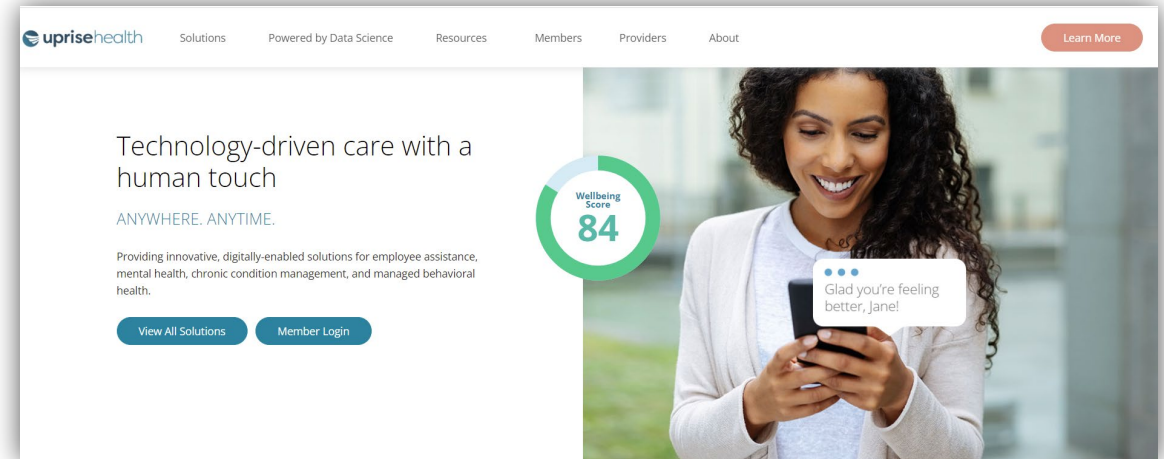 uprisehealth
Solutions
Powered by Data Science
Resources
Members
Providers
About
Learn More
Technology-driven care with a
human touch
ANYWHERE. ANYTIME.
Providing innovative, digitally-enabled solutions for employee assistance,
mental health, chronic condition management, and managed behavioral
health.
View All Solutions
Member Login
Wellbeing
Score
84
Glad you're feeling
better, Jane!